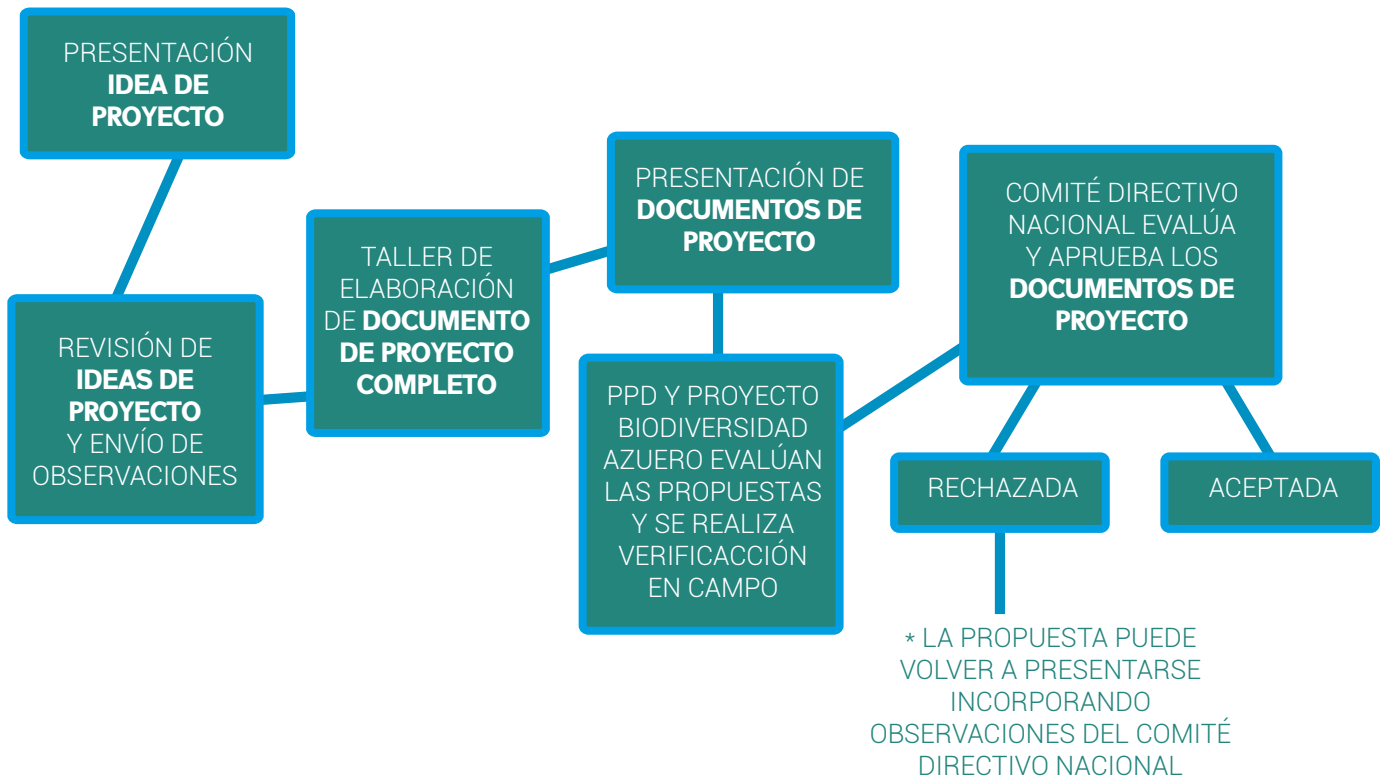 PRESENTACIÓN
IDEA DE
PROYECTO
REVISIÓN DE
IDEAS DE
PROYECTO
Y ENVÍO DE
OBSERVACIONES
TALLER DE
ELABORACIÓN
DE DOCUMENTO
DE PROYECTO
COMPLETO
PRESENTACIÓN DE
DOCUMENTOS DE
PROYECTO
PPD Y PROYECTO
BIODIVERSIDAD
AZUERO EVALÚAN
LAS PROPUESTAS
Y SE REALIZA
VERIFICACCIÓN
EN CAMPO
COMITÉ DIRECTIVO
NACIONAL EVALÚA
Y APRUEBA LOS
DOCUMENTOS DE
PROYECTO
RECHAZADA
ACEPTADA
* LA PROPUESTA PUEDE
VOLVER A PRESENTARSE
INCORPORANDO
OBSERVACIONES DEL COMITÉ
DIRECTIVO NACIONAL